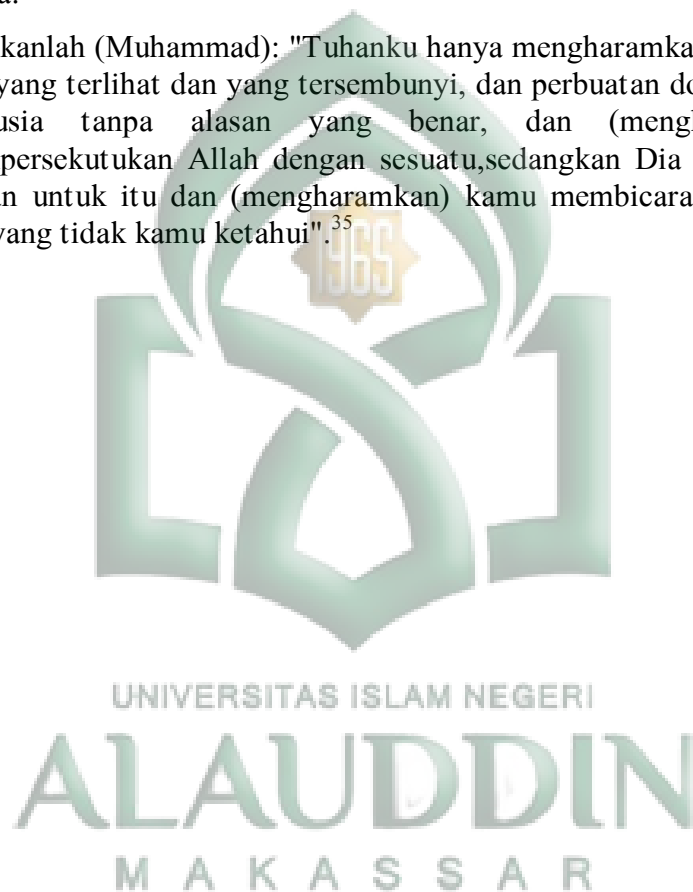 kanlah (Muhammad): "Tuhanku hanya mengharamka
yang terlihat dan yang tersembunyi, dan perbuatan do
usia tanpa alasan yang benar, dan (mengh
persekutukan Allah dengan sesuatu,sedangkan Dia
n untuk itu dan (mengharamkan) kamu membicara
yang tidak kamu ketahui".35
1965
UNIVERSITAS ISLAM NEGERI
ALAUDDIN
MAKASSAR